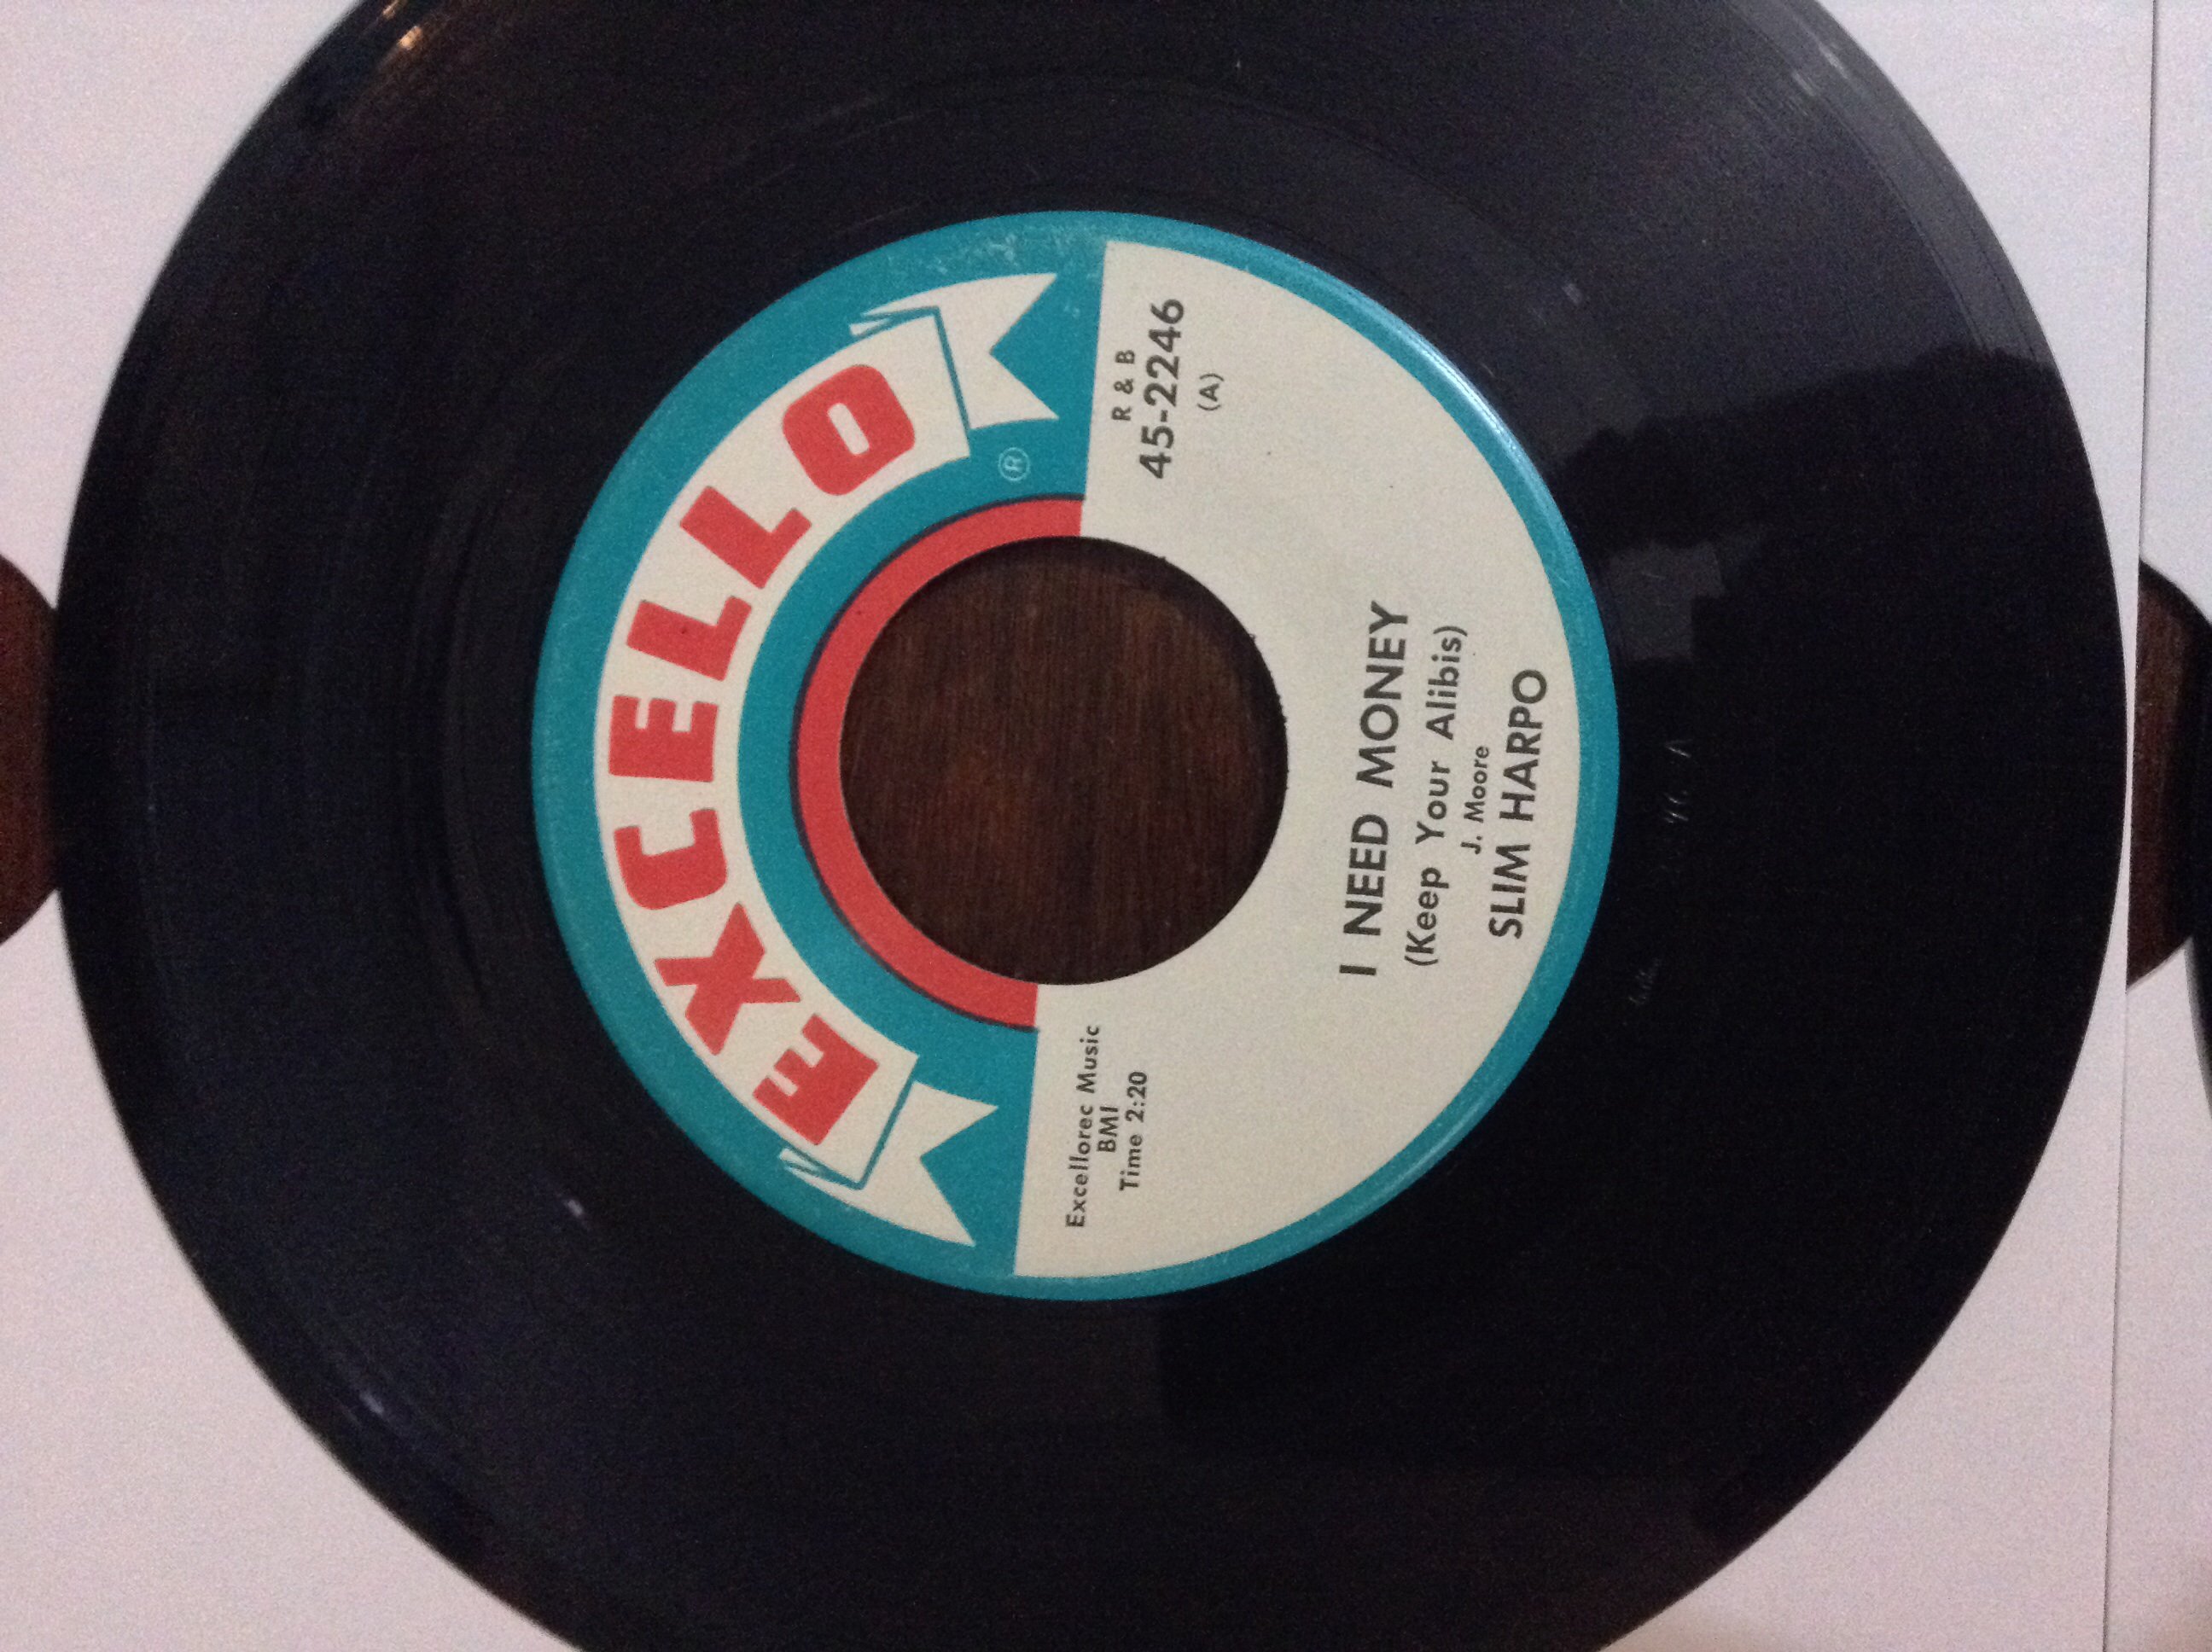 EXCELLO
®
Excellorec Music
BMI
Time 2:20
R & B
45-2246
(A)
I NEED MONEY
(Keep Your Alibis)
J. Moore
SLIM HARPO